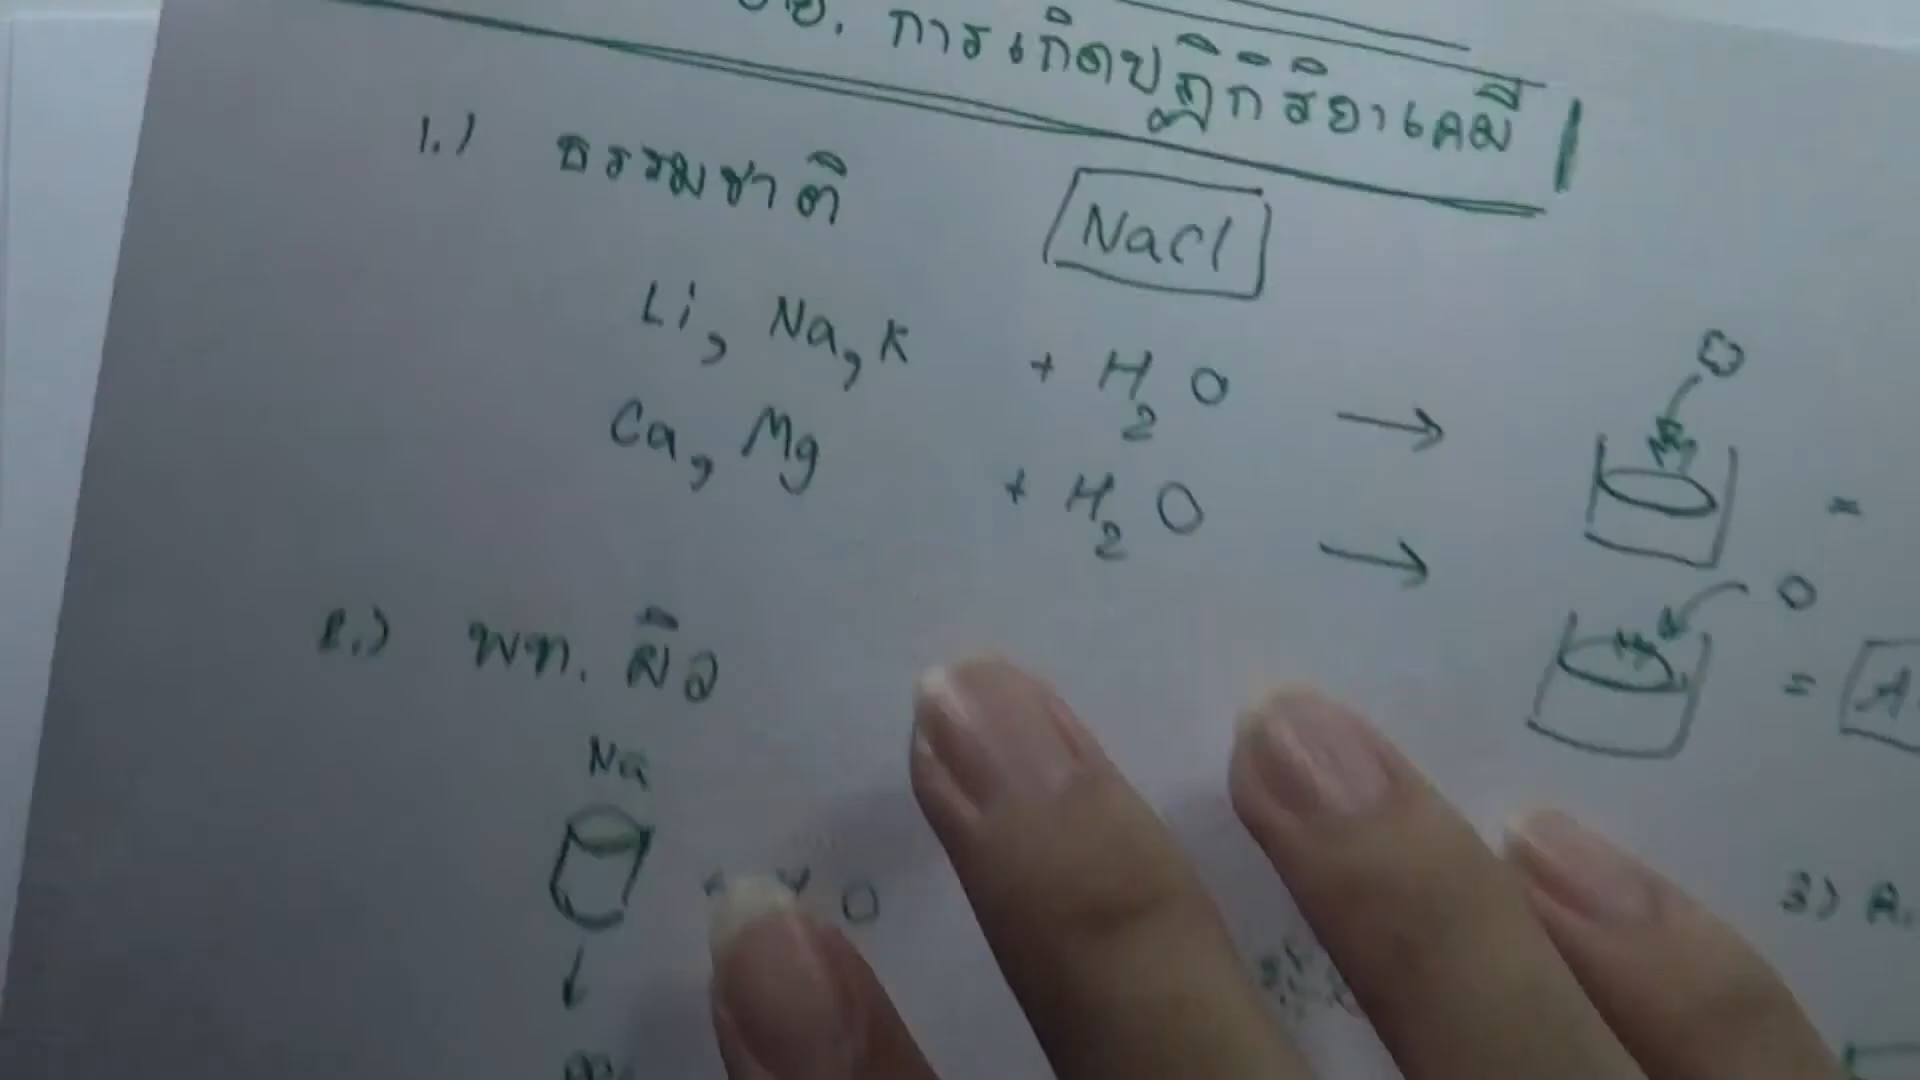 การเกิดปฏิกิริยาเคมี
1.) ธรรมชาติ
NaCl
Li, Na, K + H2O →
Ca, Mg + H2O →
=
2.) พท. ผิว
= A
Na
O
3) A.